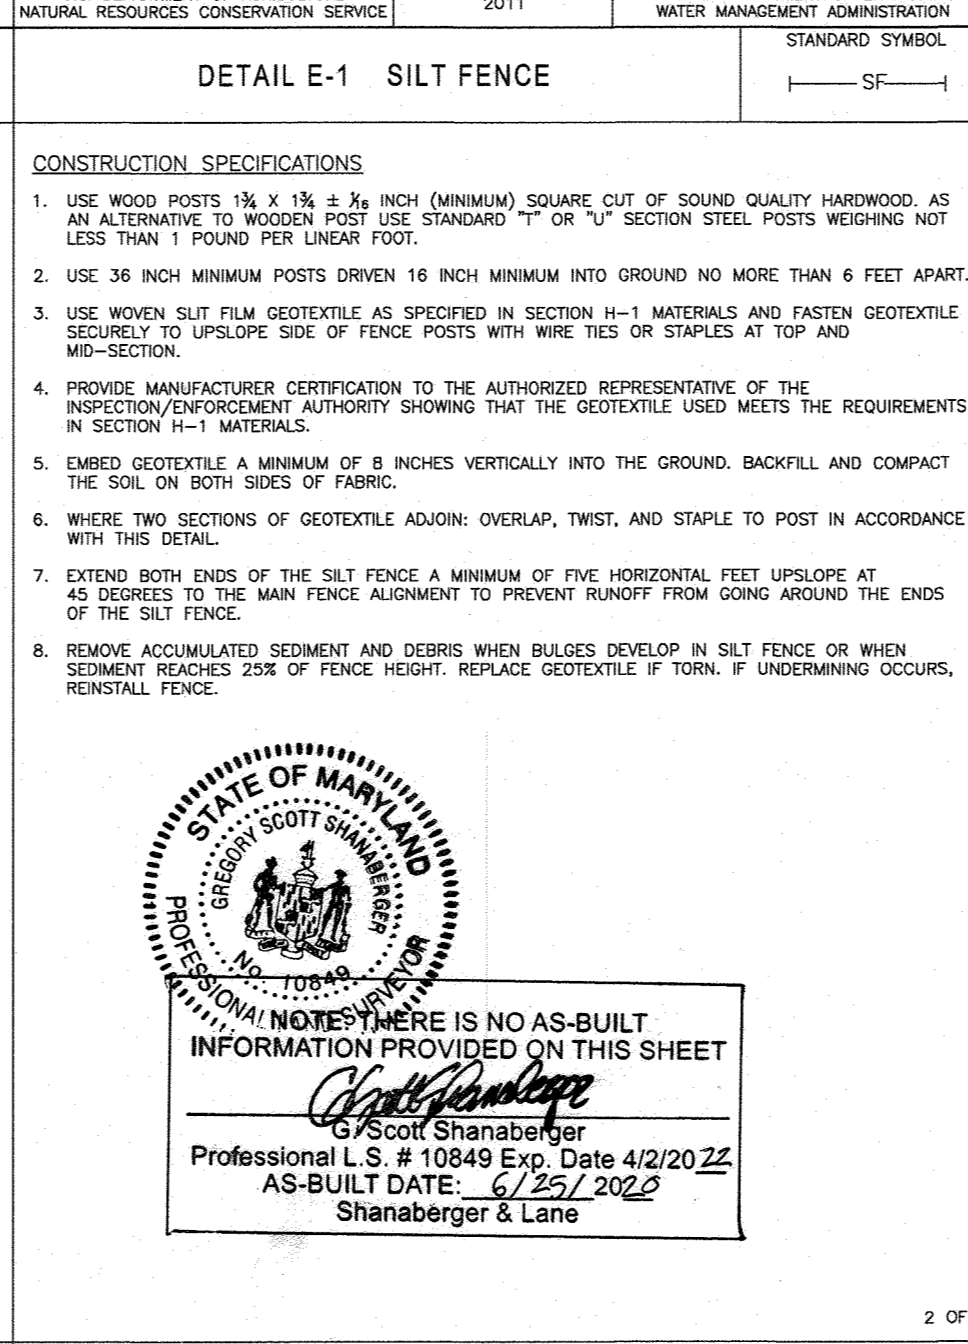 NATURAL RESOURCES CONSERVATION SERVICE
2011
WATER MANAGEMENT ADMINISTRATION
DETAIL E-1 SILT FENCE
STANDARD SYMBOL
SF
CONSTRUCTION SPECIFICATIONS
1. USE WOOD POSTS 1¾ X 1¾ ± 1⁄16 INCH (MINIMUM) SQUARE CUT OF SOUND QUALITY HARDWOOD. AS
AN ALTERNATIVE TO WOODEN POST USE STANDARD "T" OR "U" SECTION STEEL POSTS WEIGHING NOT
LESS THAN 1 POUND PER LINEAR FOOT.
2. USE 36 INCH MINIMUM POSTS DRIVEN 16 INCH MINIMUM INTO GROUND NO MORE THAN 6 FEET APART.
3. USE WOVEN SLIT FILM GEOTEXTILE AS SPECIFIED IN SECTION H-1 MATERIALS AND FASTEN GEOTEXTILE
SECURELY TO UPSLOPE SIDE OF FENCE POSTS WITH WIRE TIES OR STAPLES AT TOP AND
MID-SECTION.
4. PROVIDE MANUFACTURER CERTIFICATION TO THE AUTHORIZED REPRESENTATIVE OF THE
INSPECTION/ENFORCEMENT AUTHORITY SHOWING THAT THE GEOTEXTILE USED MEETS THE REQUIREMENTS
IN SECTION H-1 MATERIALS.
5. EMBED GEOTEXTILE A MINIMUM OF 8 INCHES VERTICALLY INTO THE GROUND. BACKFILL AND COMPACT
THE SOIL ON BOTH SIDES OF FABRIC.
6. WHERE TWO SECTIONS OF GEOTEXTILE ADJOIN: OVERLAP, TWIST, AND STAPLE TO POST IN ACCORDANCE
WITH THIS DETAIL.
7. EXTEND BOTH ENDS OF THE SILT FENCE A MINIMUM OF FIVE HORIZONTAL FEET UPSLOPE AT
45 DEGREES TO THE MAIN FENCE ALIGNMENT TO PREVENT RUNOFF FROM GOING AROUND THE ENDS
OF THE SILT FENCE.
8. REMOVE ACCUMULATED SEDIMENT AND DEBRIS WHEN BULGES DEVELOP IN SILT FENCE OR WHEN
SEDIMENT REACHES 25% OF FENCE HEIGHT. REPLACE GEOTEXTILE IF TORN. IF UNDERMINING OCCURS,
REINSTALL FENCE.
STATE OF MARYLAND
GREGORY SCOTT SHANABERGER
No. 10849
PROFESSIONAL SURVEYOR
NOTE: THERE IS NO AS-BUILT
INFORMATION PROVIDED ON THIS SHEET
G. Scott Shanaberger
Professional L.S. # 10849 Exp. Date 4/2/2022
AS-BUILT DATE: 6/25/2020
Shanaberger & Lane
2 OF